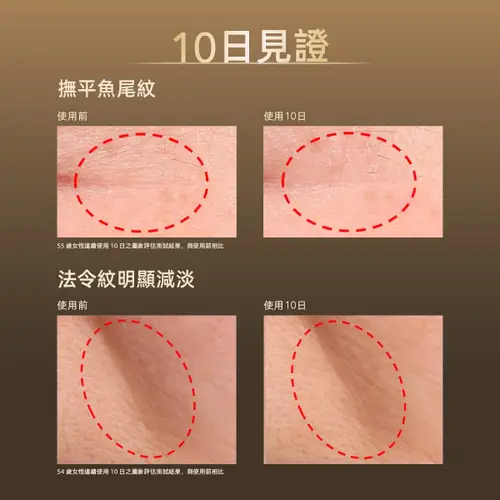 10日見證
撫平魚尾紋
使用前
使用10日
55 歲女性連續使用 10 日之圖象評估測試結果，與使用前相比
法令紋明顯減淡
使用前
使用10日
54 歲女性連續使用 10 日之圖象評估測試結果，與使用前相比